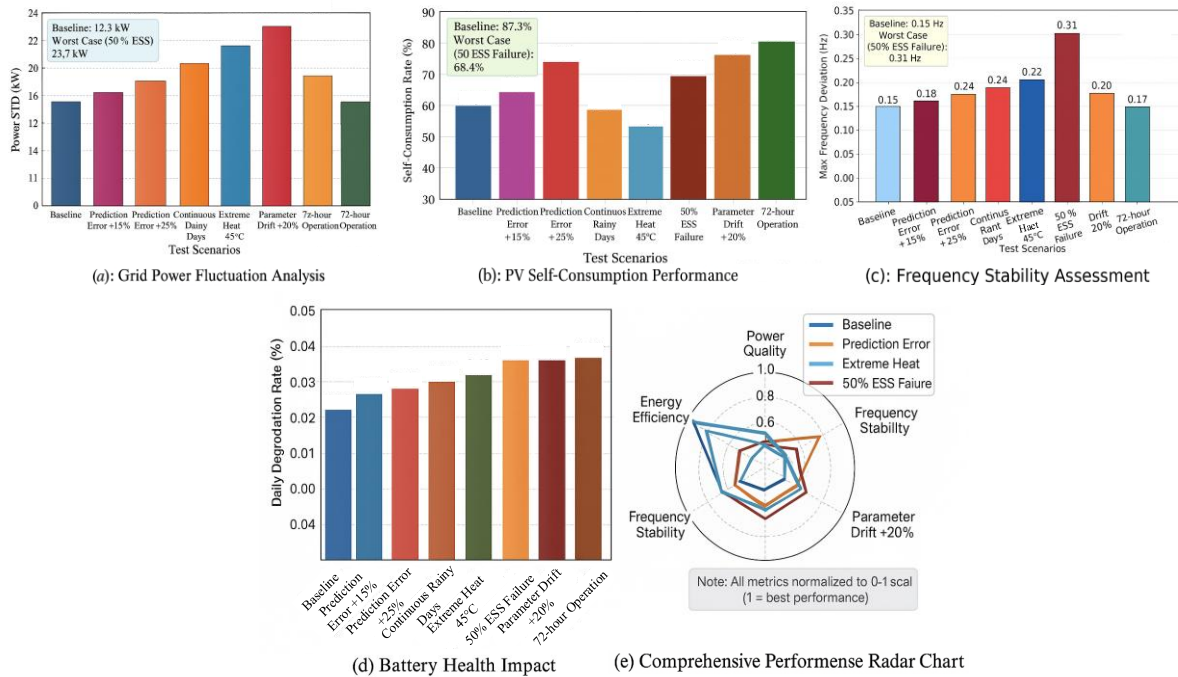 Baseline: 12.3 kW
Worst Case (50 % ESS)
23,7 kW
Power STD (kW)
24
22
24
20
16
12
14
11
0
Baseline
Prediction
Error +15%
Prediction
Error +25%
Continuous
Dainy
Days
Extreme
Heat
45°C
Parameter
Drift +20%
7z-hour
Operation
72-hour
Operation
Test Scenarios
(a): Grid Power Fluctuation Analysis
Baseline: 87.3%
Worst Case
(50 ESS Failure):
68.4%
Self-Consumption Rate (%)
90
80
70
60
50
40
30
Baseline
Prediction
Error
+15%
Prediction
Error
+25%
Continuos
Rainy
Days
Extreme
Heat
45°C
50%
ESS
Failure
Parameter
Drift +20%
72-hour
Operation
Test Scenarios
(b): PV Self-Consumption Performance
Baseline: 0.15 Hz
Worst Case
(50% ESS Failure):
0.31 Hz
Max Frequency Deviation (Hz)
0.35
0.30
0.35
0.20
0.15
0.10
0.00
0.05
0.15
0.18
0.24
0.24
0.22
0.31
0.20
0.17
Baseline
Prediction
Error
+15%
Prediction
Error
+25%
Continus
Rant
Days
Extreme
Haet
45°C
50 %
ESS
Failure
Drift
20%
72-hour
Operation
Test Scenarios
(c): Frequency Stability Assessment
Daily Degrodation Rate (%)
0.05
0.04
0.03
0.02
0.00
0.04
Baseline
Prediction
Error +15%
Prediction Error
+25%
Continuous Rainy
Days
Extreme Heat
45°C
50% ESS Failure
Parameter Drift
+20%
72-hour Operation
(d) Battery Health Impact
Baseline
Prediction Error
Extreme Heat
50% ESS Faiure
Power
Quality
1.0
0.8
0.6
Energy
Efficiency
Frequency
Stability
Frequency
Stability
Parameter
Drift +20%
Note: All metrics normalized to 0-1 scal
(1 = best performance)
(e) Comprehensive Performense Radar Chart